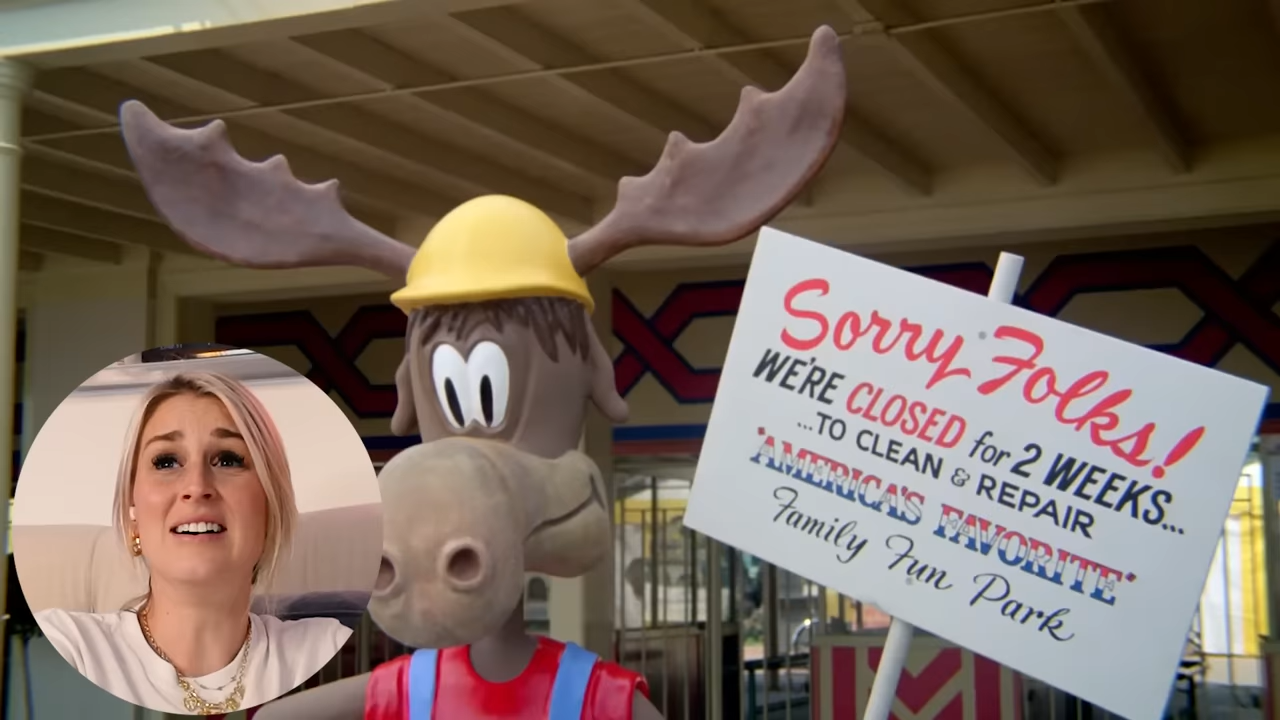 Sorry Folks!
WE'RE CLOSED for 2 WEEKS...
...TO CLEAN & REPAIR
"AMERICA'S FAVORITE"
Family Fun Park